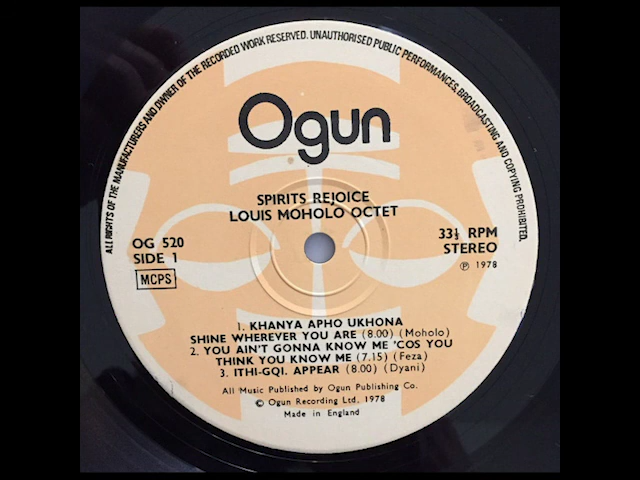 ALL RIGHTS OF THE MANUFACTURERS AND OWNER OF THE RECORDED WORK RESERVED. UNAUTHORISED PUBLIC PERFORMANCES, BROADCASTING AND COPYING PROHIBITED.
Ogun
SPIRITS REJOICE
LOUIS MOHOLO OCTET
OG 520
SIDE 1
MCPS
33⅓ RPM
STEREO
℗ 1978
1. KHANYA APHO UKHONA
SHINE WHEREVER YOU ARE (8.00) (Moholo)
2. YOU AIN'T GONNA KNOW ME 'COS YOU
THINK YOU KNOW ME (7.15) (Feza)
3. ITHI-GQI. APPEAR (8.00) (Dyani)
All Music Published by Ogun Publishing Co.
© Ogun Recording Ltd, 1978
Made in England